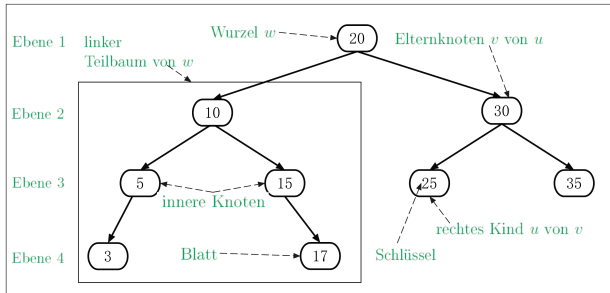 Ebene 1
linker
Teilbaum von w
Wurzel w
20
Elternknoten v von u
Ebene 2
10
30
Ebene 3
5
15
25
35
innere Knoten
rechtes Kind u von v
Ebene 4
3
Blatt
17
Schlüssel